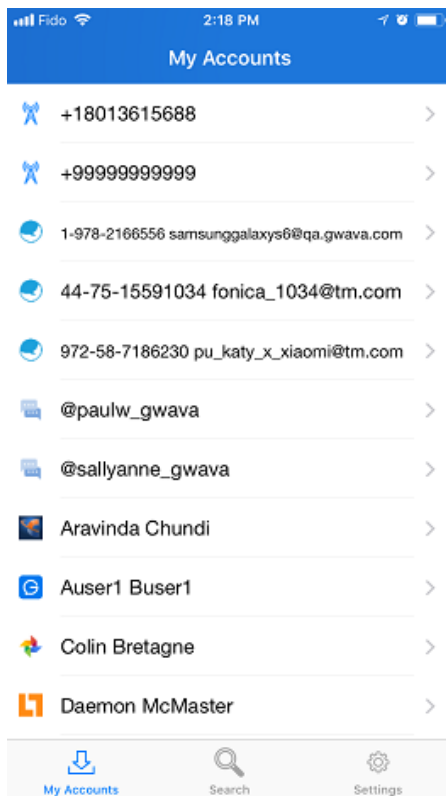 Fido 2:18 PM
My Accounts
+18013615688
+99999999999
1-978-2166556 samsunggalaxys6@qa.gwava.com
44-75-15591034 fonica_1034@tm.com
972-58-7186230 pu_katy_x_xiaomi@tm.com
@paulw_gwava
@sallyanne_gwava
Aravinda Chundi
Auser1 Buser1
Colin Bretagne
Daemon McMaster
My Accounts Search Settings